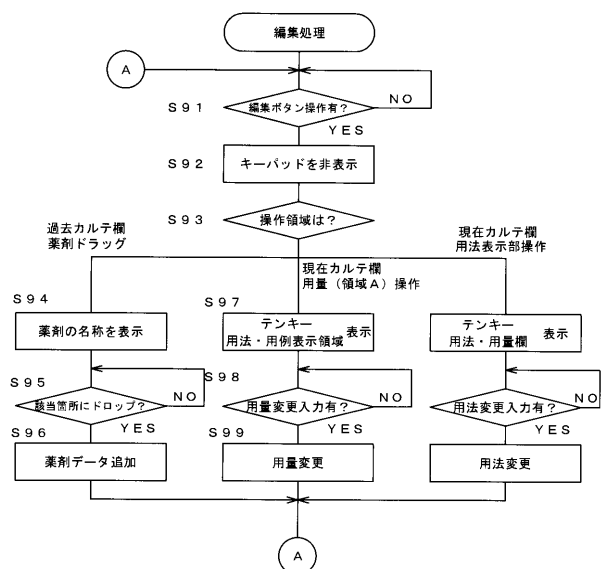 編集処理
A
S91
編集ボタン操作有?
NO
YES
S92
キーパッドを非表示
S93
操作領域は?
過去カルテ欄
薬剤ドラッグ
現在カルテ欄
用量(領域A)操作
現在カルテ欄
用法表示部操作
S94
薬剤の名称を表示
S97
テンキー
用法・用例表示領域 表示
テンキー
用法・用量欄 表示
S95
該当箇所にドロップ?
NO
YES
S98
用量変更入力有?
NO
YES
用法変更入力有?
NO
YES
S96
薬剤データ追加
S99
用量変更
用法変更
A